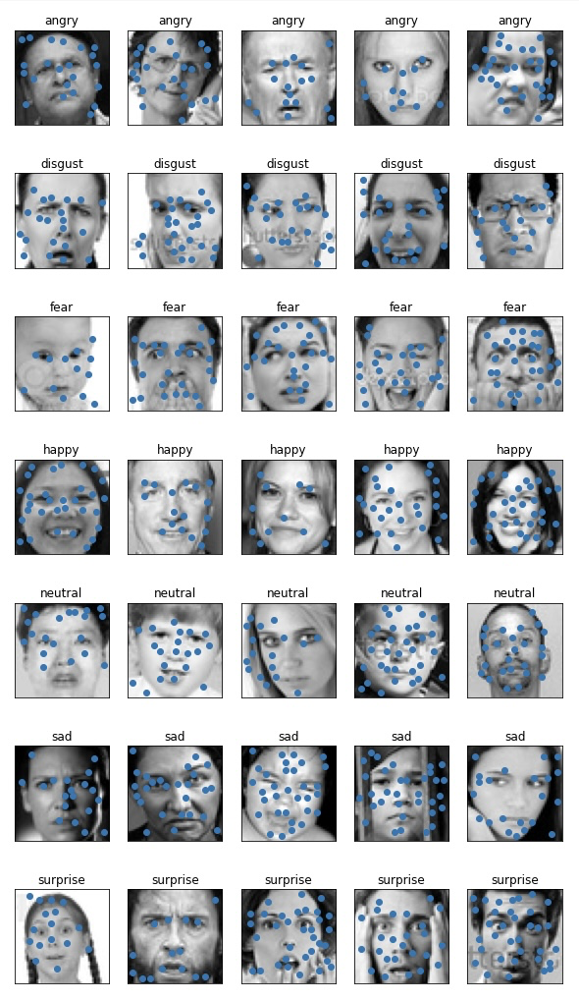 angry angry angry angry angry
disgust disgust disgust disgust disgust
fear fear fear fear fear
happy happy happy happy happy
neutral neutral neutral neutral neutral
sad sad sad sad sad
surprise surprise surprise surprise surprise